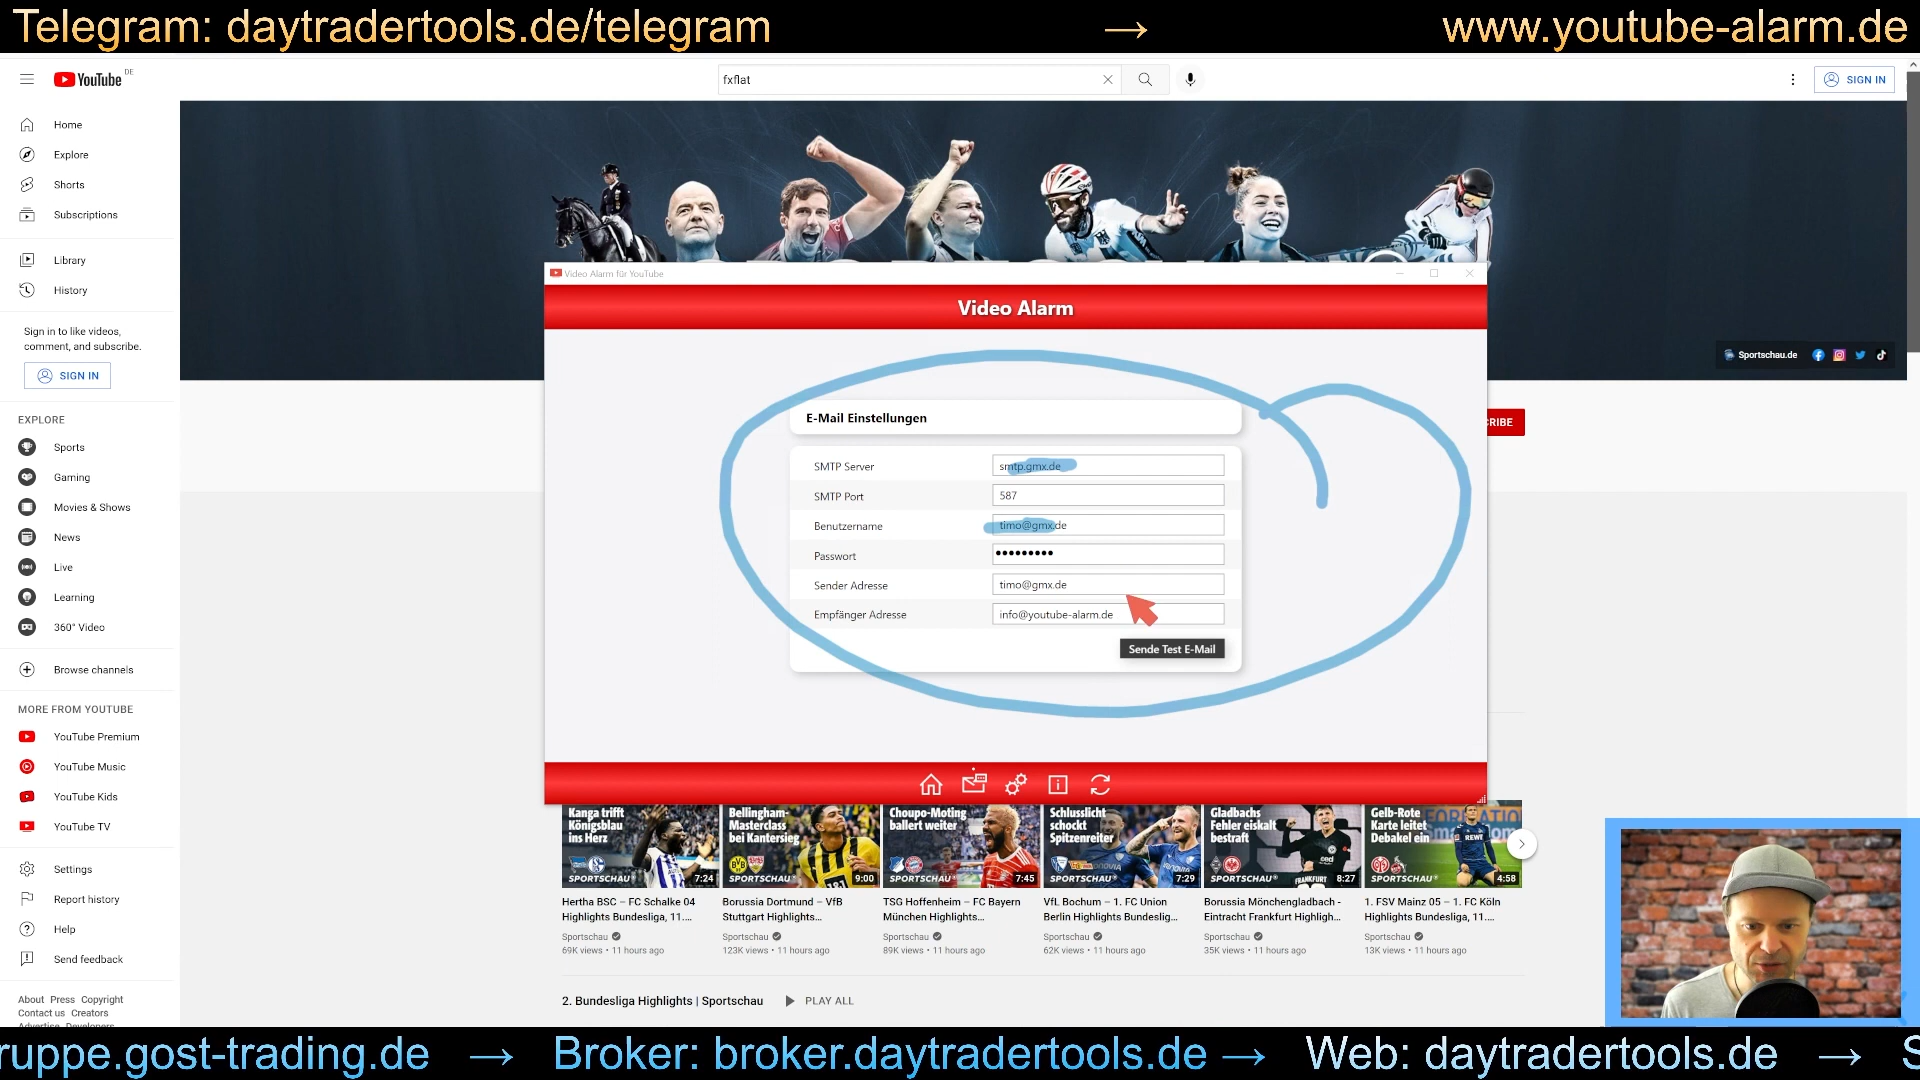 Telegram: daytradertools.de/telegram → www.youtube-alarm.de
YouTube DE
fxflat
SIGN IN
Home
Explore
Shorts
Subscriptions
Library
History
Sign in to like videos,
comment, and subscribe.
SIGN IN
EXPLORE
Sports
Gaming
Movies & Shows
News
Live
Learning
360° Video
Browse channels
MORE FROM YOUTUBE
YouTube Premium
YouTube Music
YouTube Kids
YouTube TV
Settings
Report history
Help
Send feedback
About Press Copyright
Contact us Creators
Advertise Developers
Sportschau.de
CRIBE
Video Alarm für YouTube
Video Alarm
E-Mail Einstellungen
SMTP Server smtp.gmx.de
SMTP Port 587
Benutzername timo@gmx.de
Passwort •••••••••
Sender Adresse timo@gmx.de
Empfänger Adresse info@youtube-alarm.de
Sende Test E-Mail
Kanga trifft
Königsblau
ins Herz
SPORTSCHAU
7:24
Hertha BSC – FC Schalke 04
Highlights Bundesliga, 11....
Sportschau
69K views • 11 hours ago
Bellingham-
Masterclass
bei Kantersieg
SPORTSCHAU
9:00
Borussia Dortmund – VfB
Stuttgart Highlights...
Sportschau
123K views • 11 hours ago
Choupo-Moting
ballert weiter
SPORTSCHAU
7:45
TSG Hoffenheim – FC Bayern
München Highlights...
Sportschau
89K views • 11 hours ago
Schlusslicht
schockt
Spitzenreiter
SPORTSCHAU
7:29
VfL Bochum – 1. FC Union
Berlin Highlights Bundeslig...
Sportschau
62K views • 11 hours ago
Gladbachs
Fehler eiskalt
bestraft
SPORTSCHAU
FRANKFURT
8:27
Borussia Mönchengladbach -
Eintracht Frankfurt Highligh...
Sportschau
35K views • 11 hours ago
Gelb-Rote
Karte leitet
Debakel ein
REWE
SPORTSCHAU
4:58
1. FSV Mainz 05 – 1. FC Köln
Highlights Bundesliga, 11....
Sportschau
13K views • 11 hours ago
2. Bundesliga Highlights | Sportschau PLAY ALL
ruppe.gost-trading.de → Broker: broker.daytradertools.de → Web: daytradertools.de → S